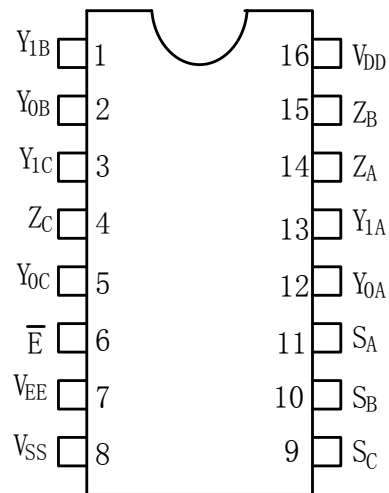 Y1B 1 16 VDD
Y0B 2 15 ZB
Y1C 3 14 ZA
ZC 4 13 Y1A
Y0C 5 12 Y0A
E̅ 6 11 SA
VEE 7 10 SB
VSS 8 9 SC